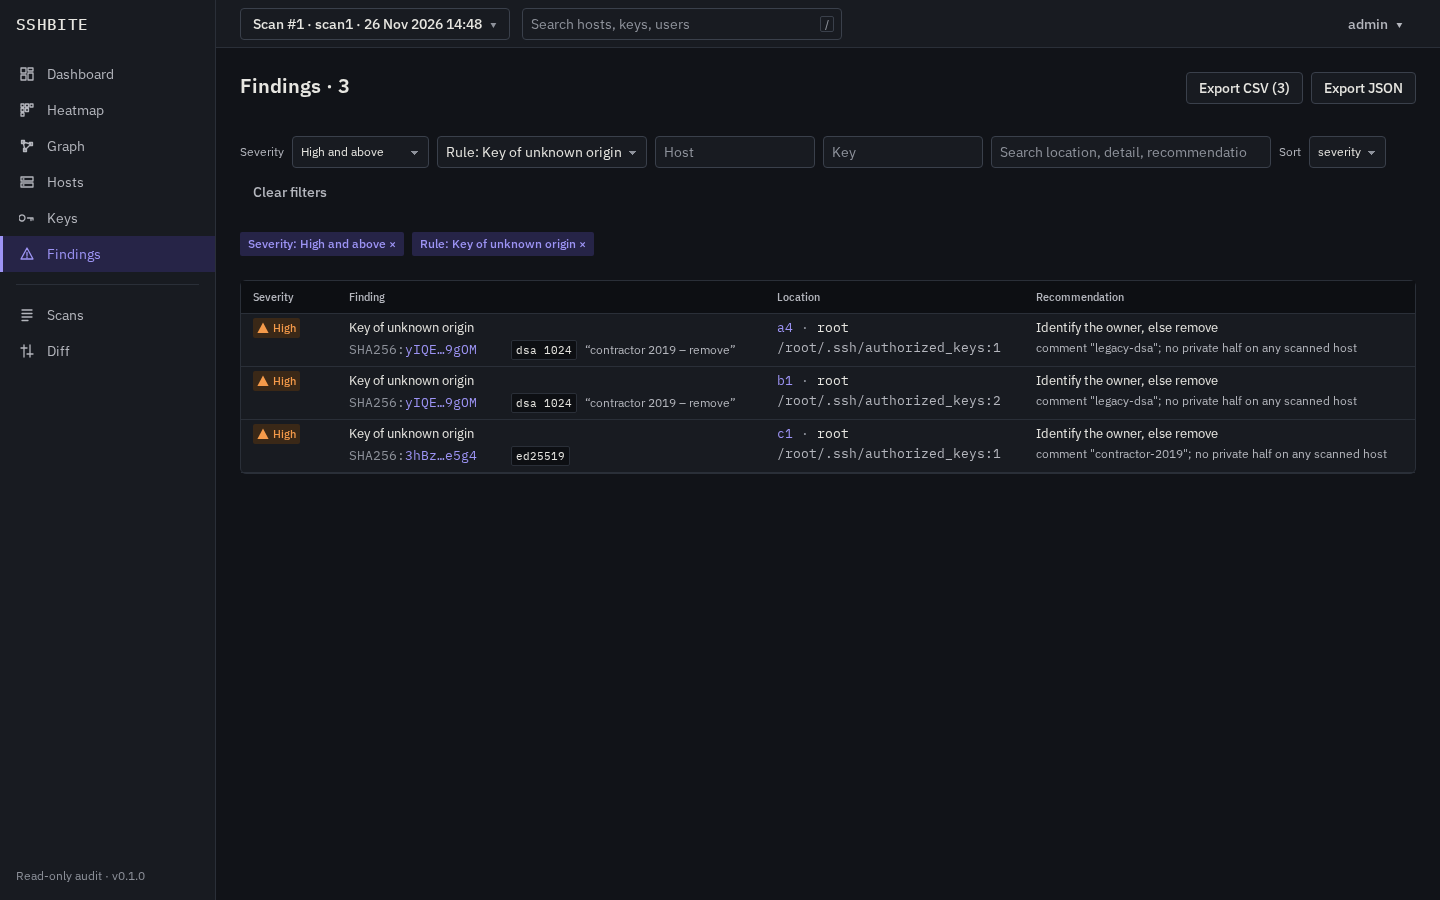 SSHBITE
Scan #1 · scan1 · 26 Nov 2026 14:48 ▾
Search hosts, keys, users /
admin ▾
Dashboard
Heatmap
Graph
Hosts
Keys
Findings
Scans
Diff
Read-only audit · v0.1.0
Findings · 3
Export CSV (3)
Export JSON
Severity High and above Rule: Key of unknown origin Host Key Search location, detail, recommendatio Sort severity
Clear filters
Severity: High and above × Rule: Key of unknown origin ×
Severity Finding Location Recommendation
High Key of unknown origin a4 · root Identify the owner, else remove
SHA256:yIQE…9gOM dsa 1024 “contractor 2019 – remove” /root/.ssh/authorized_keys:1 comment "legacy-dsa"; no private half on any scanned host
High Key of unknown origin b1 · root Identify the owner, else remove
SHA256:yIQE…9gOM dsa 1024 “contractor 2019 – remove” /root/.ssh/authorized_keys:2 comment "legacy-dsa"; no private half on any scanned host
High Key of unknown origin c1 · root Identify the owner, else remove
SHA256:3hBz…e5g4 ed25519 /root/.ssh/authorized_keys:1 comment "contractor-2019"; no private half on any scanned host